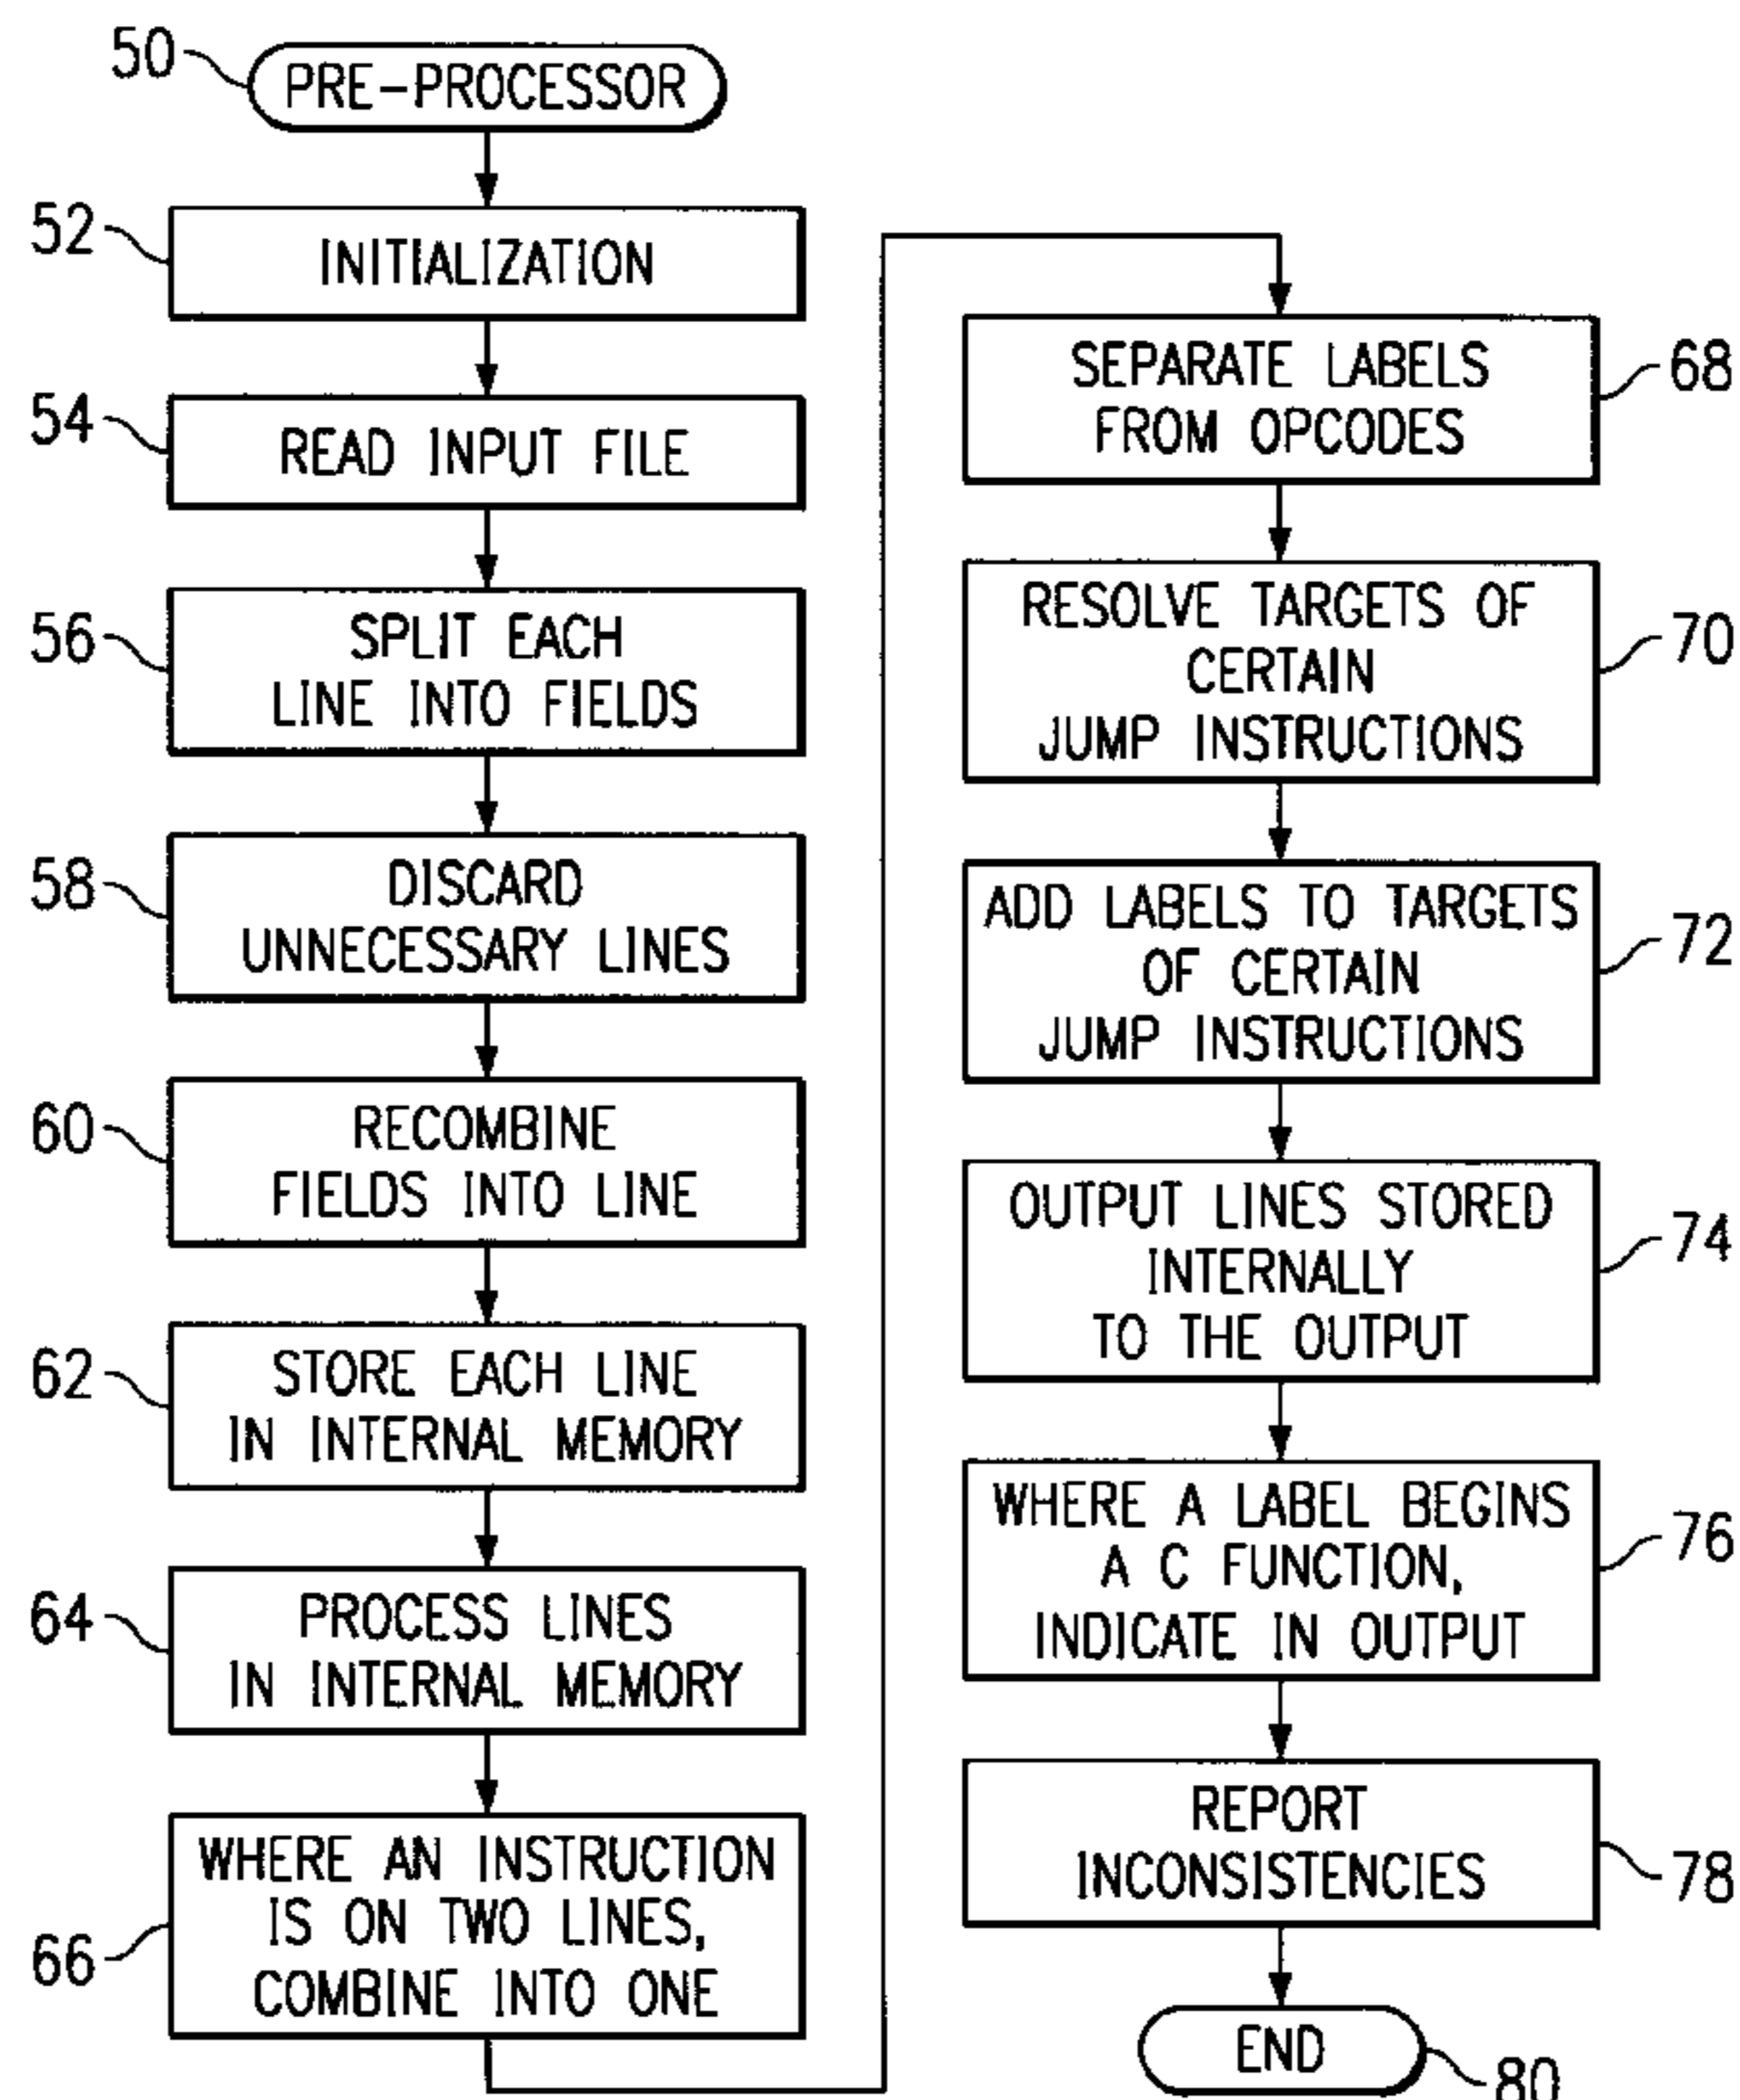 50
PRE-PROCESSOR
52
INITIALIZATION
54
READ INPUT FILE
56
SPLIT EACH
LINE INTO FIELDS
58
DISCARD
UNNECESSARY LINES
60
RECOMBINE
FIELDS INTO LINE
62
STORE EACH LINE
IN INTERNAL MEMORY
64
PROCESS LINES
IN INTERNAL MEMORY
66
WHERE AN INSTRUCTION
IS ON TWO LINES,
COMBINE INTO ONE
SEPARATE LABELS
FROM OPCODES
68
RESOLVE TARGETS OF
CERTAIN
JUMP INSTRUCTIONS
70
ADD LABELS TO TARGETS
OF CERTAIN
JUMP INSTRUCTIONS
72
OUTPUT LINES STORED
INTERNALLY
TO THE OUTPUT
74
WHERE A LABEL BEGINS
A C FUNCTION,
INDICATE IN OUTPUT
76
REPORT
INCONSISTENCIES
78
END
80